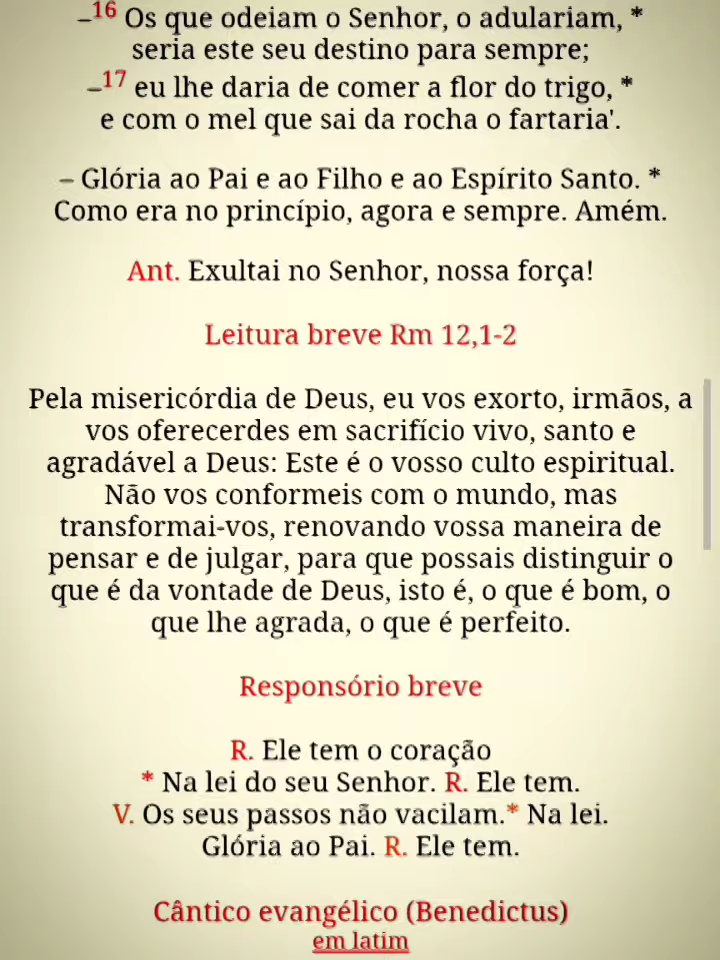 –16 Os que odeiam o Senhor, o adulariam, *
seria este seu destino para sempre;
–17 eu lhe daria de comer a flor do trigo, *
e com o mel que sai da rocha o fartaria'.
– Glória ao Pai e ao Filho e ao Espírito Santo. *
Como era no princípio, agora e sempre. Amém.
Ant. Exultai no Senhor, nossa força!
Leitura breve Rm 12,1-2
Pela misericórdia de Deus, eu vos exorto, irmãos, a
vos oferecerdes em sacrifício vivo, santo e
agradável a Deus: Este é o vosso culto espiritual.
Não vos conformeis com o mundo, mas
transformai-vos, renovando vossa maneira de
pensar e de julgar, para que possais distinguir o
que é da vontade de Deus, isto é, o que é bom, o
que lhe agrada, o que é perfeito.
Responsório breve
R. Ele tem o coração
* Na lei do seu Senhor. R. Ele tem.
V. Os seus passos não vacilam.* Na lei.
Glória ao Pai. R. Ele tem.
Cântico evangélico (Benedictus)
em latim